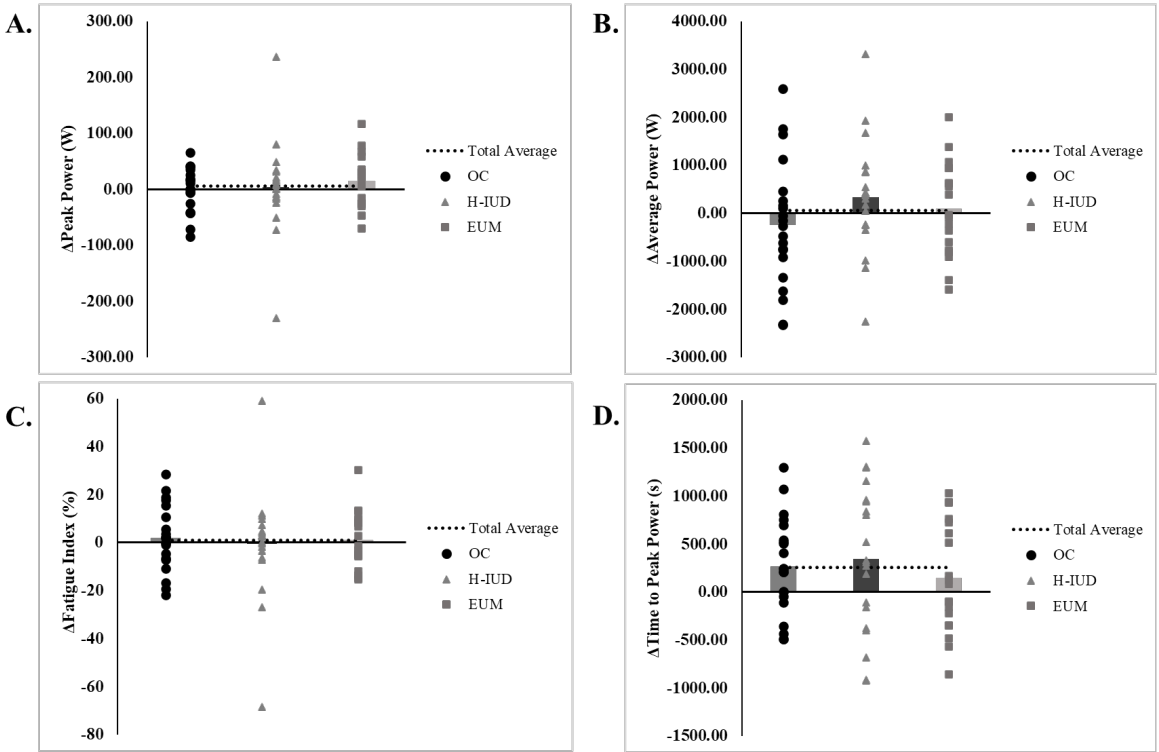 A.
ΔPeak Power (W)
300.00
200.00
100.00
0.00
-100.00
-200.00
-300.00
Total Average
OC
H-IUD
EUM
B.
ΔAverage Power (W)
4000.00
3000.00
2000.00
1000.00
0.00
-1000.00
-2000.00
-3000.00
Total Average
OC
H-IUD
EUM
C.
ΔFatigue Index (%)
60
40
20
0
-20
-40
-60
-80
Total Average
OC
H-IUD
EUM
D.
ΔTime to Peak Power (s)
2000.00
1500.00
1000.00
500.00
0.00
-500.00
-1000.00
-1500.00
Total Average
OC
H-IUD
EUM